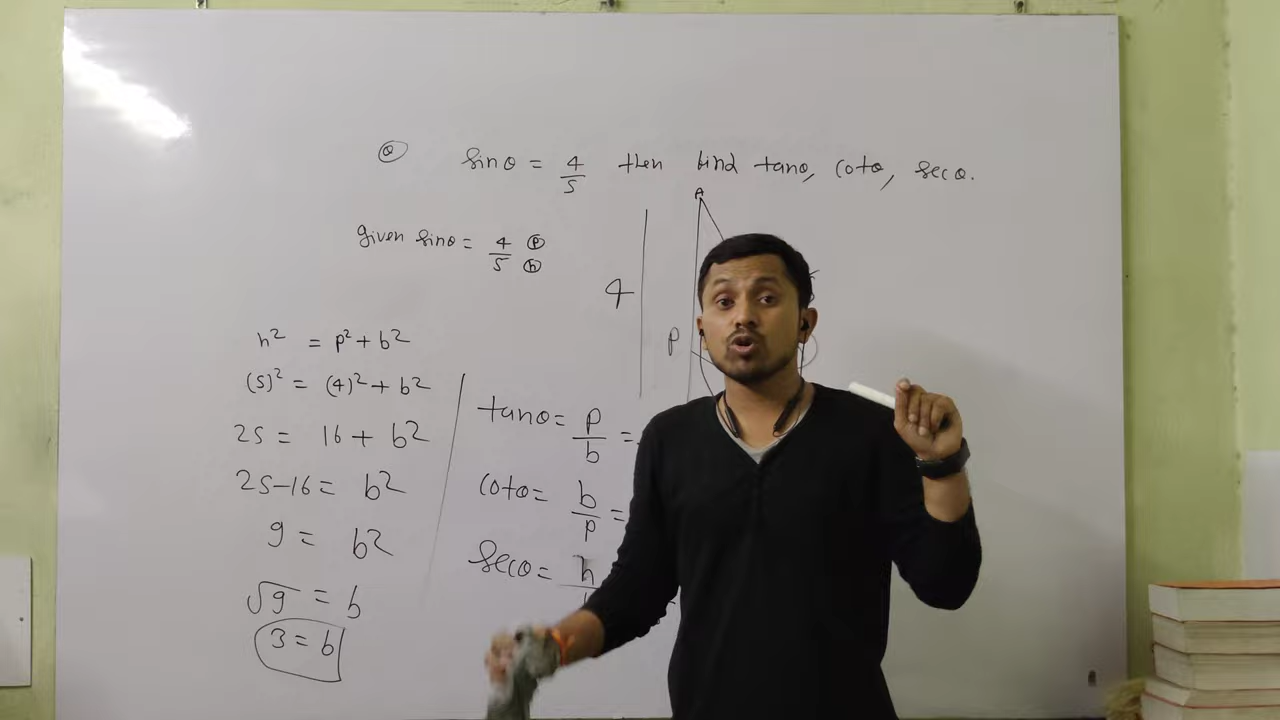 Q sinθ = 4/5 then find tanθ, cotθ, secθ.
A
given sinθ = 4/5 (P)/(h)
4
P
h² = p² + b²
(5)² = (4)² + b²
25 = 16 + b²
25-16 = b²
9 = b²
√9 = b
3 = b
tanθ = P/b =
cotθ = b/P =
secθ = h